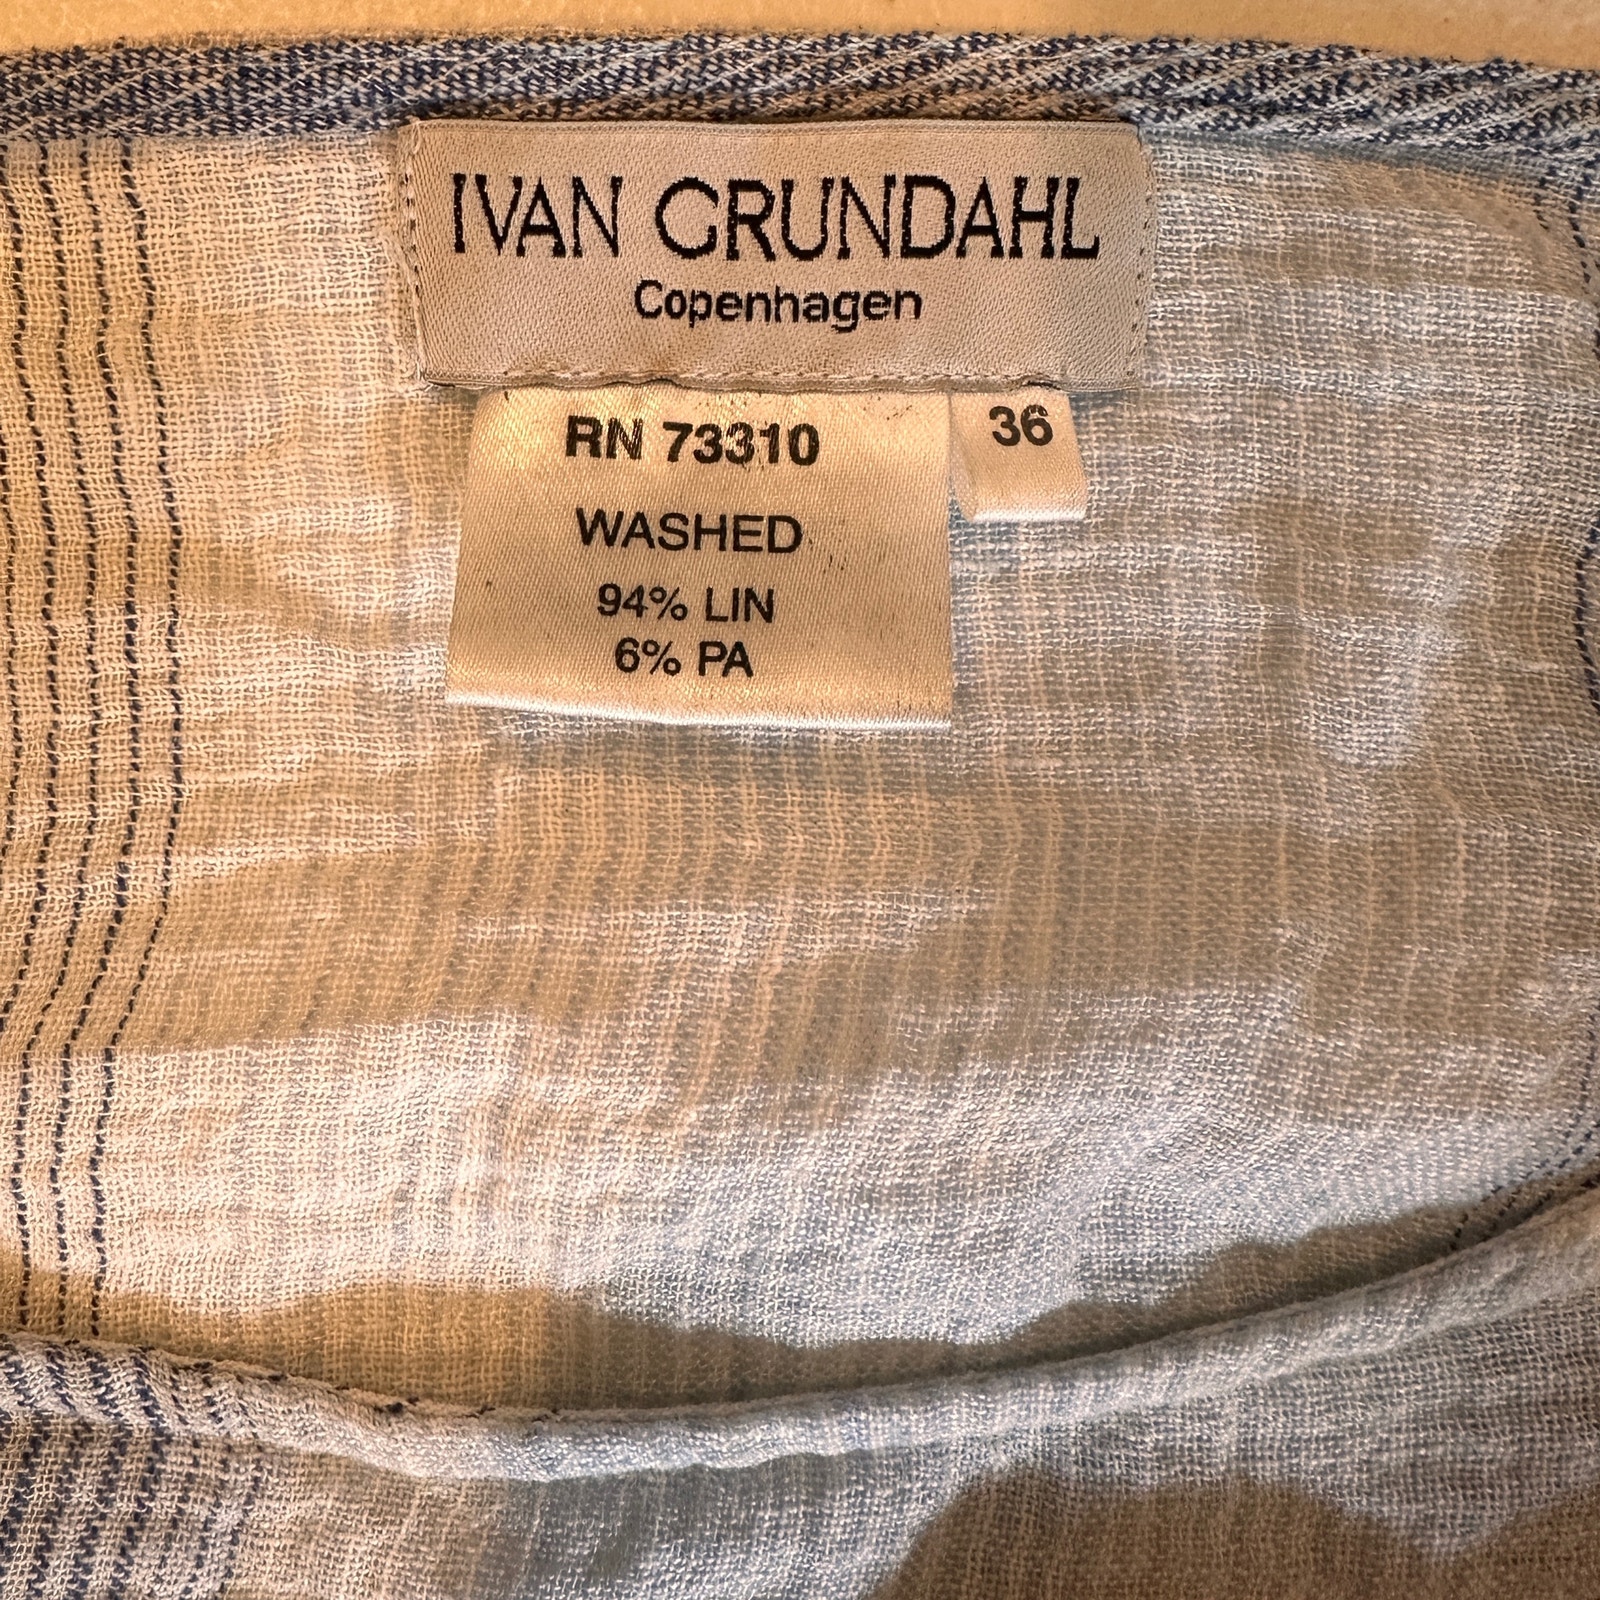 IVAN GRUNDAHL
Copenhagen
36
RN 73310
WASHED
94% LIN
6% PA